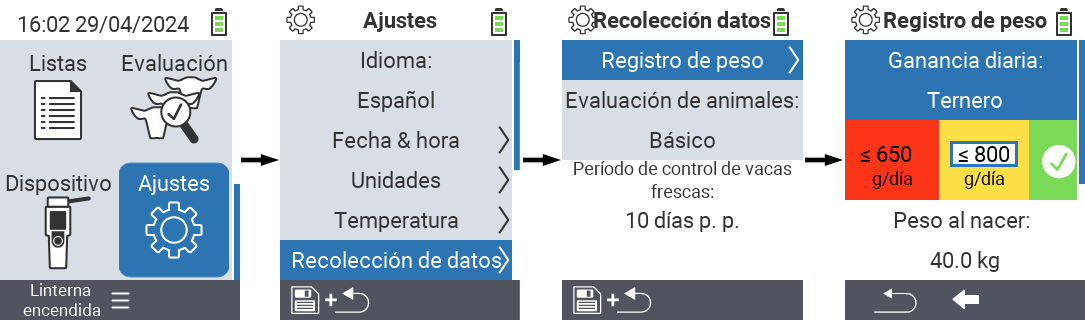 16:02 29/04/2024
Listas
Evaluación
Dispositivo
Ajustes
Linterna
encendida
Ajustes
Idioma:
Español
Fecha & hora
Unidades
Temperatura
Recolección de datos
+
Recolección datos
Registro de peso
Evaluación de animales:
Básico
Período de control de vacas
frescas:
10 días p. p.
+
Registro de peso
Ganancia diaria:
Ternero
≤ 650
g/día
≤ 800
g/día
Peso al nacer:
40.0 kg